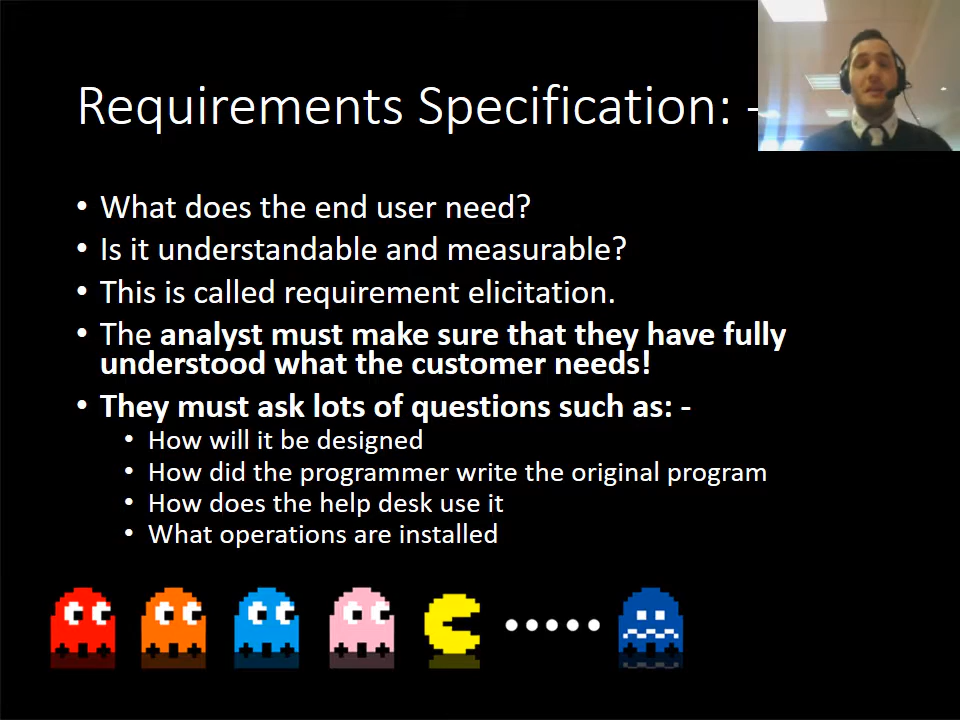 Requirements Specification: -
• What does the end user need?
• Is it understandable and measurable?
• This is called requirement elicitation.
• The analyst must make sure that they have fully
understood what the customer needs!
• They must ask lots of questions such as: -
• How will it be designed
• How did the programmer write the original program
• How does the help desk use it
• What operations are installed